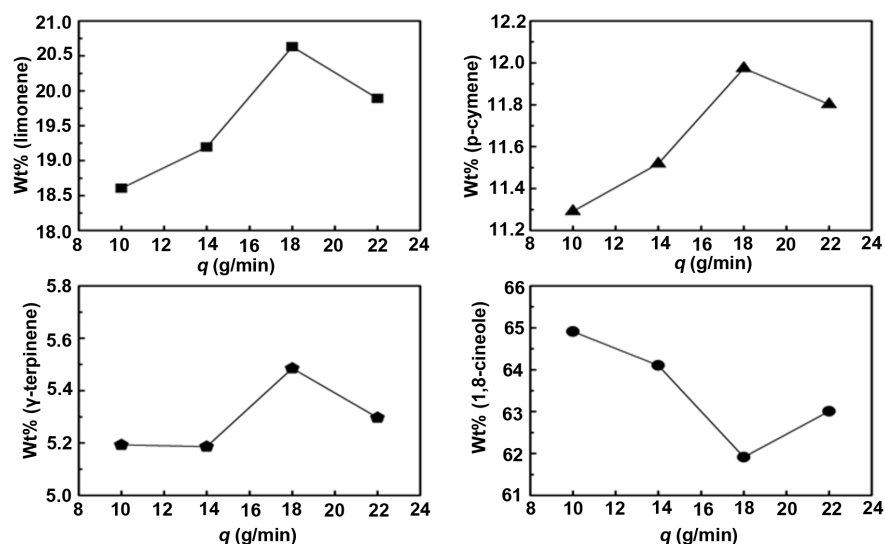 Wt% (limonene)
21.0
20.5
20.0
19.5
19.0
18.5
18.0
8 10 12 14 16 18 20 22 24
q (g/min)
Wt% (p-cymene)
12.2
12.0
11.8
11.6
11.4
11.2
8 10 12 14 16 18 20 22 24
q (g/min)
Wt% (γ-terpinene)
5.8
5.6
5.4
5.2
5.0
8 10 12 14 16 18 20 22 24
q (g/min)
Wt% (1,8-cineole)
66
65
64
63
62
61
8 10 12 14 16 18 20 22 24
q (g/min)